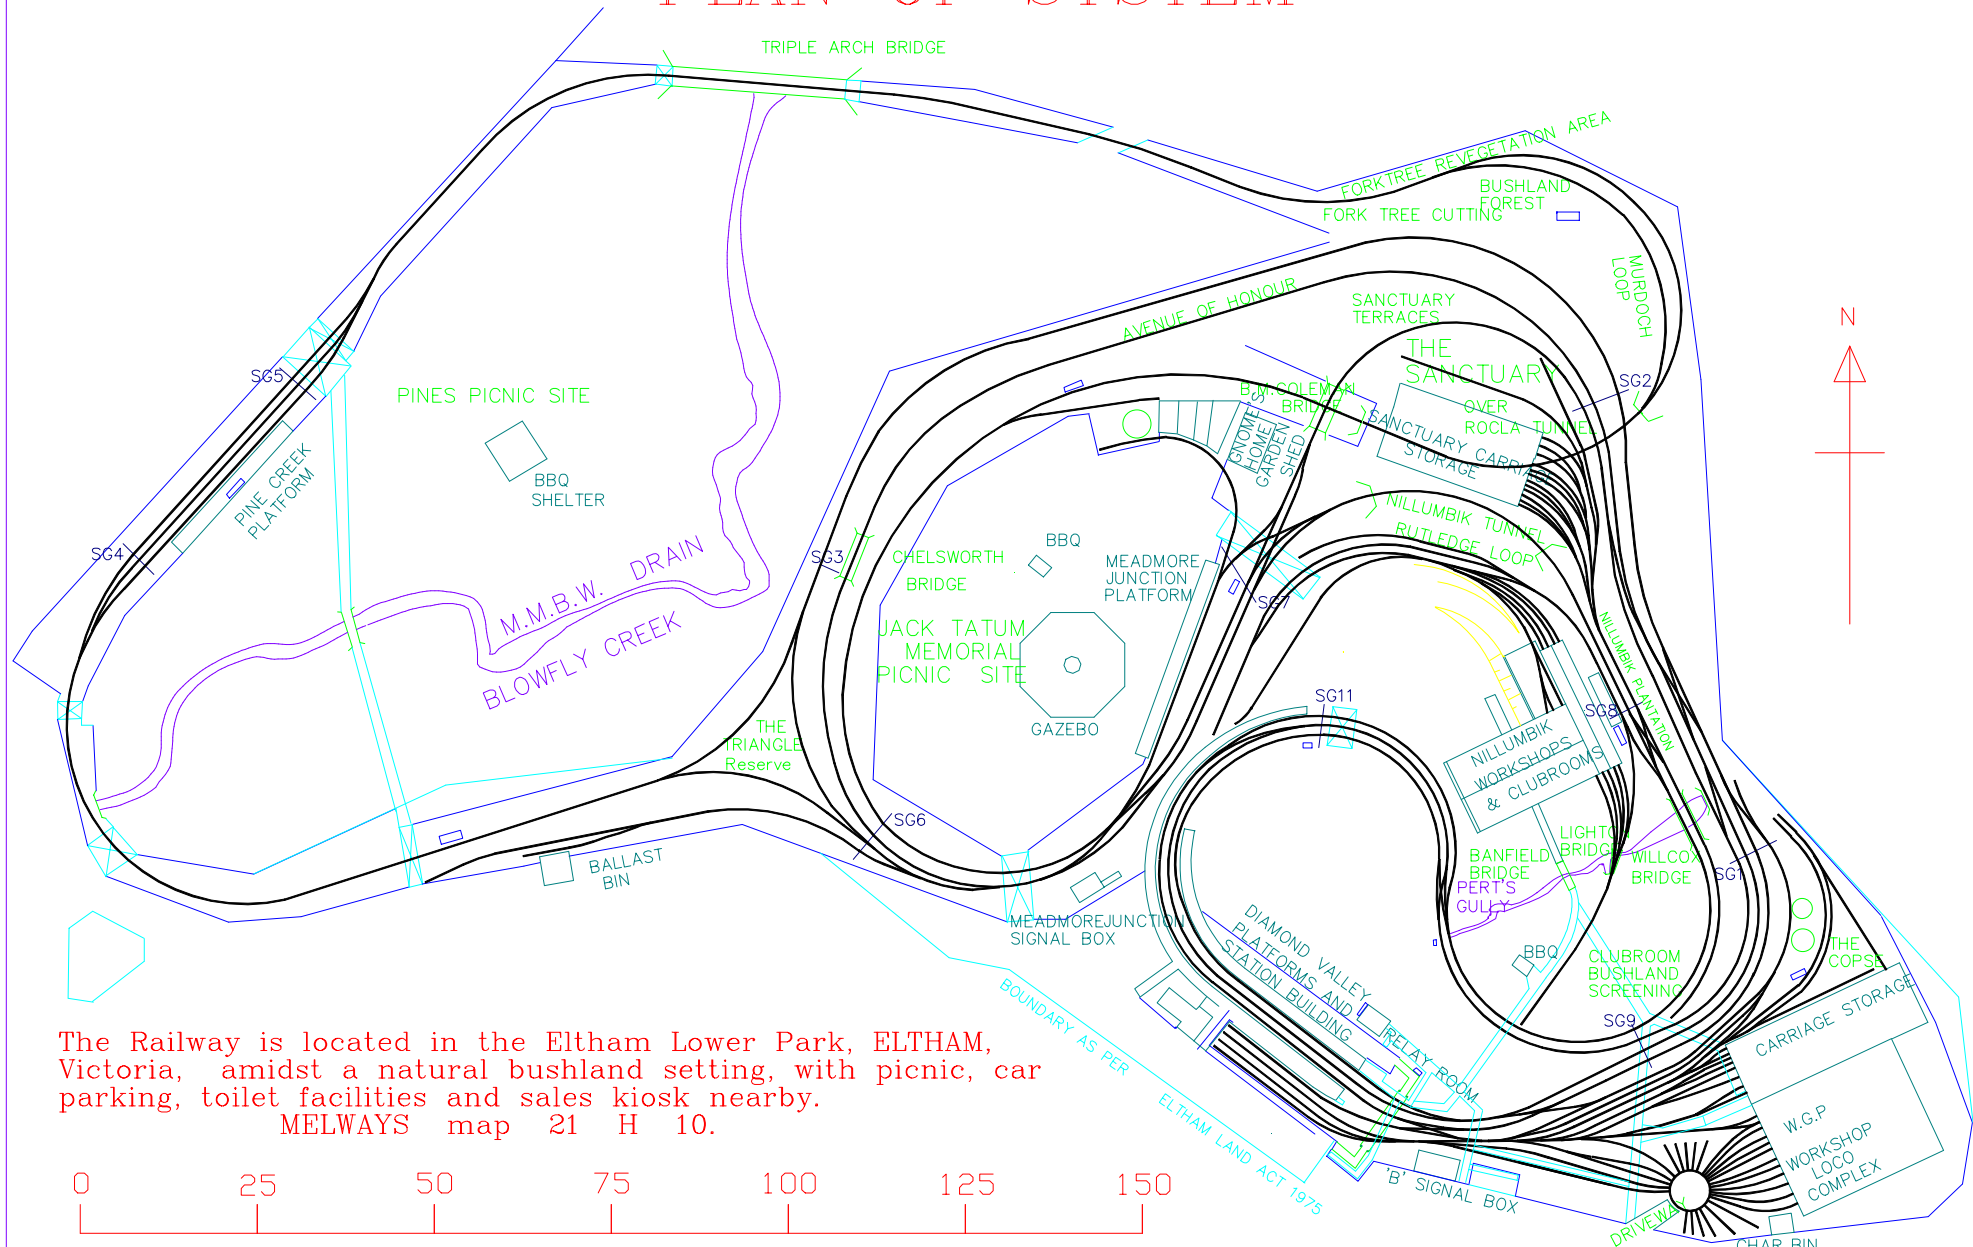 PLAN OF SYSTEM
TRIPLE ARCH BRIDGE
FORKTREE REVEGETATION AREA
BUSHLAND
FOREST
FORK TREE CUTTING
MURDOCH
LOOP
AVENUE OF HONOUR
SANCTUARY
TERRACES
N
THE
SANCTUARY
SG2
SG5
PINES PICNIC SITE
B.M.COLEMAN
BRIDGE
OVER
ROCLA TUNNEL
GNOME'S
HOME
GARDEN
SHED
SANCTUARY CARRIAGE
STORAGE
PINE CREEK
PLATFORM
BBQ
SHELTER
NILLUMBIK TUNNEL
RUTLEDGE LOOP
SG4
SG3
CHELSWORTH
BRIDGE
BBQ
MEADMORE
JUNCTION
PLATFORM
SG7
M.M.B.W. DRAIN
BLOWFLY CREEK
JACK TATUM
MEMORIAL
PICNIC SITE
GAZEBO
NILLUMBIK PLANTATION
SG11
SG8
THE
TRIANGLE
Reserve
NILLUMBIK
WORKSHOPS
& CLUBROOMS
SG6
LIGHTON
BRIDGE
BANFIELD
BRIDGE
WILLCOX
BRIDGE
SG1
PERT'S
GULLY
BALLAST
BIN
MEADMORE JUNCTION
SIGNAL BOX
DIAMOND VALLEY
PLATFORMS AND
STATION BUILDING
BBQ
CLUBROOM
BUSHLAND
SCREENING
THE
COPSE
SG9
RELAY ROOM
CARRIAGE STORAGE
BOUNDARY AS PER
ELTHAM LAND ACT 1975
The Railway is located in the Eltham Lower Park, ELTHAM,
Victoria, amidst a natural bushland setting, with picnic, car
parking, toilet facilities and sales kiosk nearby.
MELWAYS map 21 H 10.
W.G.P
WORKSHOP
LOCO
COMPLEX
'B' SIGNAL BOX
DRIVEWAY
CHAR BIN
0 25 50 75 100 125 150